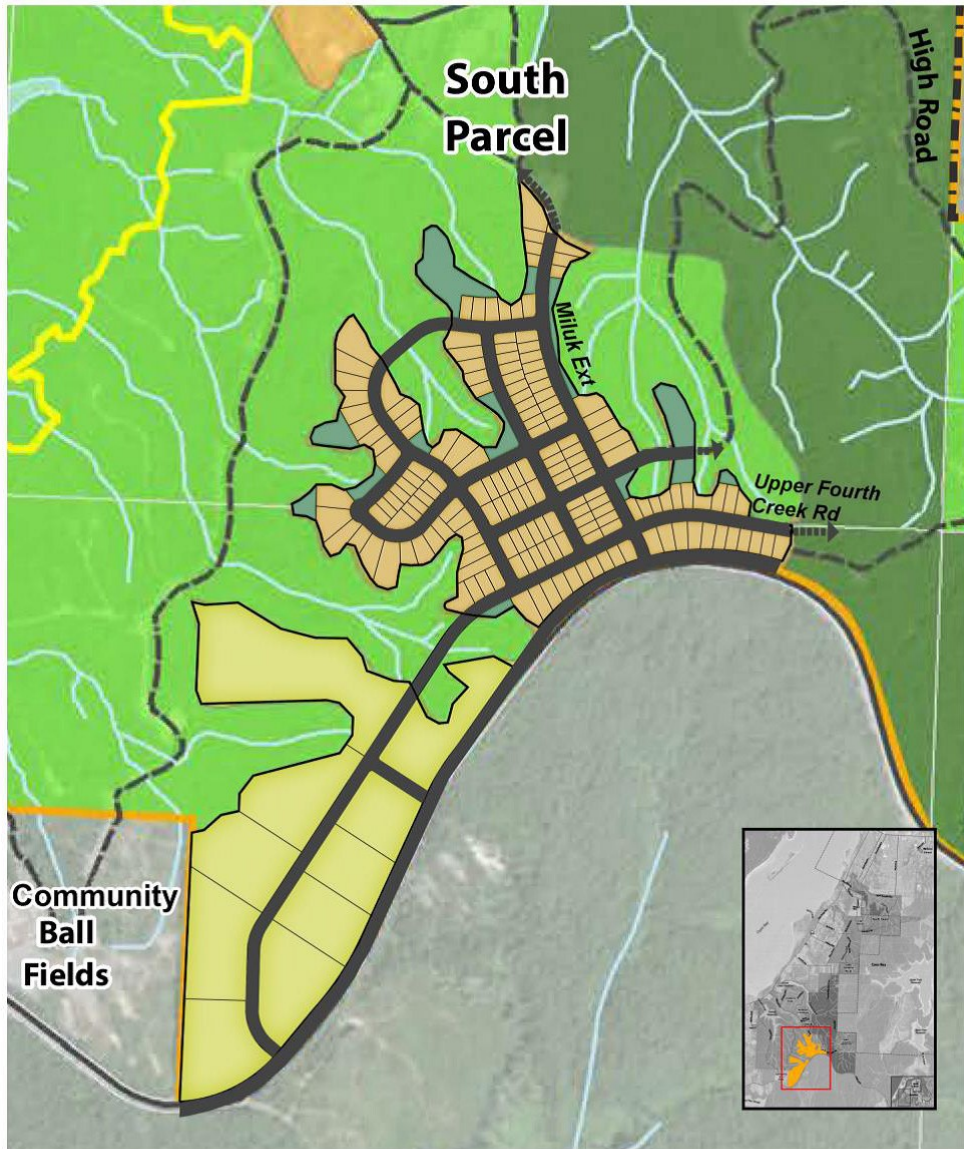 South
Parcel
High Road
Miluk Ext
Upper Fourth
Creek Rd
Community
Ball
Fields